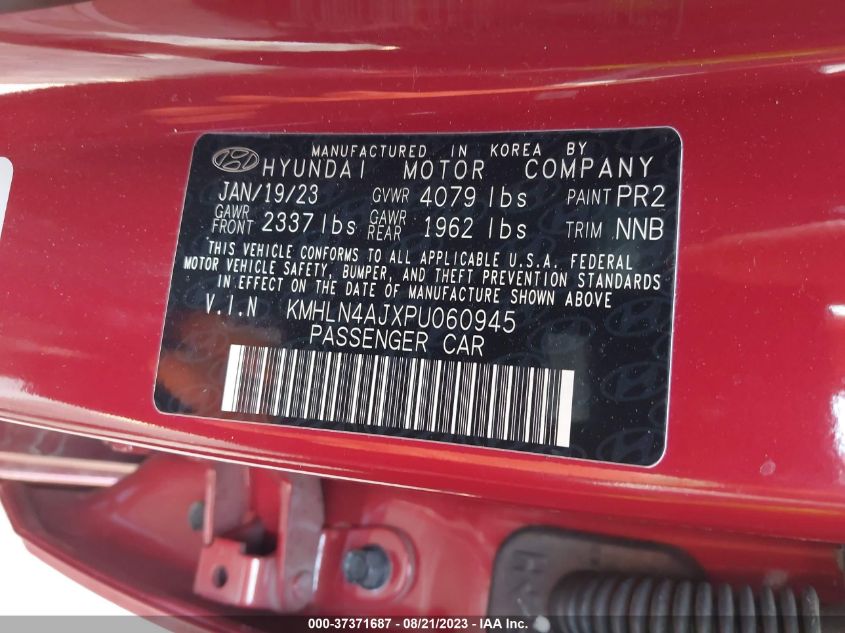 MANUFACTURED IN KOREA BY
HYUNDAI MOTOR COMPANY
JAN/19/23 GVWR 4079 lbs PAINT PR2
GAWR FRONT 2337 lbs GAWR REAR 1962 lbs TRIM NNB
THIS VEHICLE CONFORMS TO ALL APPLICABLE U.S.A. FEDERAL
MOTOR VEHICLE SAFETY, BUMPER, AND THEFT PREVENTION STANDARDS
IN EFFECT ON THE DATE OF MANUFACTURE SHOWN ABOVE
V.I.N KMHLN4AJXPU060945
PASSENGER CAR
000-37371687 - 08/21/2023 - IAA Inc.